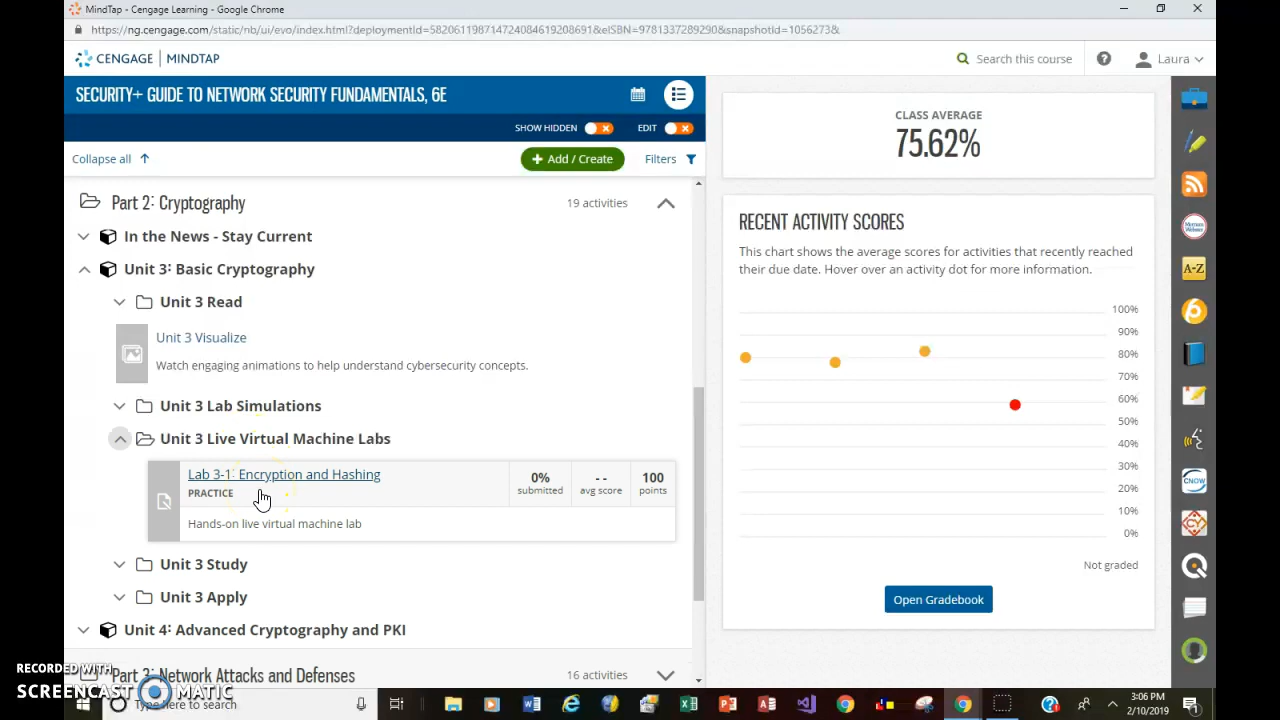 MindTap - Cengage Learning - Google Chrome
https://ng.cengage.com/static/nb/ui/evo/index.html?deploymentId=5820611987147240846192086918&eISBN=9781337289290&snapshotId=1056273&
CENGAGE | MINDTAP
Search this course
Laura
SECURITY+ GUIDE TO NETWORK SECURITY FUNDAMENTALS, 6E
SHOW HIDDEN
EDIT
Collapse all
+ Add / Create
Filters
Part 2: Cryptography
19 activities
In the News - Stay Current
Unit 3: Basic Cryptography
Unit 3 Read
Unit 3 Visualize
Watch engaging animations to help understand cybersecurity concepts.
Unit 3 Lab Simulations
Unit 3 Live Virtual Machine Labs
Lab 3-1: Encryption and Hashing
PRACTICE
0%
submitted
- -
avg score
100
points
Hands-on live virtual machine lab
Unit 3 Study
Unit 3 Apply
Unit 4: Advanced Cryptography and PKI
Network Attacks and Defenses
16 activities
CLASS AVERAGE
75.62%
RECENT ACTIVITY SCORES
This chart shows the average scores for activities that recently reached
their due date. Hover over an activity dot for more information.
100%
90%
80%
70%
60%
50%
40%
30%
20%
10%
0%
Not graded
Open Gradebook
A-Z
CNOW
RECORDED WITH
SCREENCAST MATIC
Type here to search
3:06 PM
2/10/2019